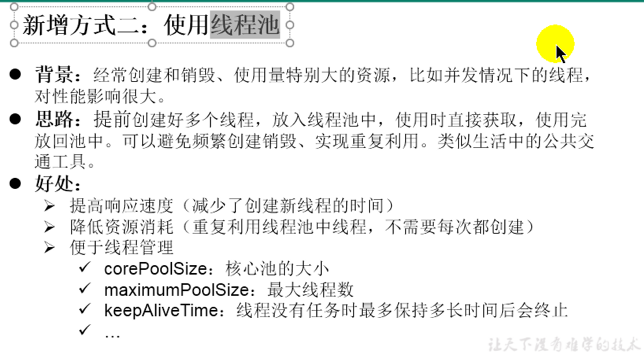 新增方式二：使用线程池
● 背景：经常创建和销毁、使用量特别大的资源，比如并发情况下的线程，
对性能影响很大。
● 思路：提前创建好多个线程，放入线程池中，使用时直接获取，使用完
放回池中。可以避免频繁创建销毁、实现重复利用。类似生活中的公共交
通工具。
● 好处：
➢ 提高响应速度（减少了创建新线程的时间）
➢ 降低资源消耗（重复利用线程池中线程，不需要每次都创建）
➢ 便于线程管理
✓ corePoolSize：核心池的大小
✓ maximumPoolSize：最大线程数
✓ keepAliveTime：线程没有任务时最多保持多长时间后会终止
✓ …
让天下没有难学的技术